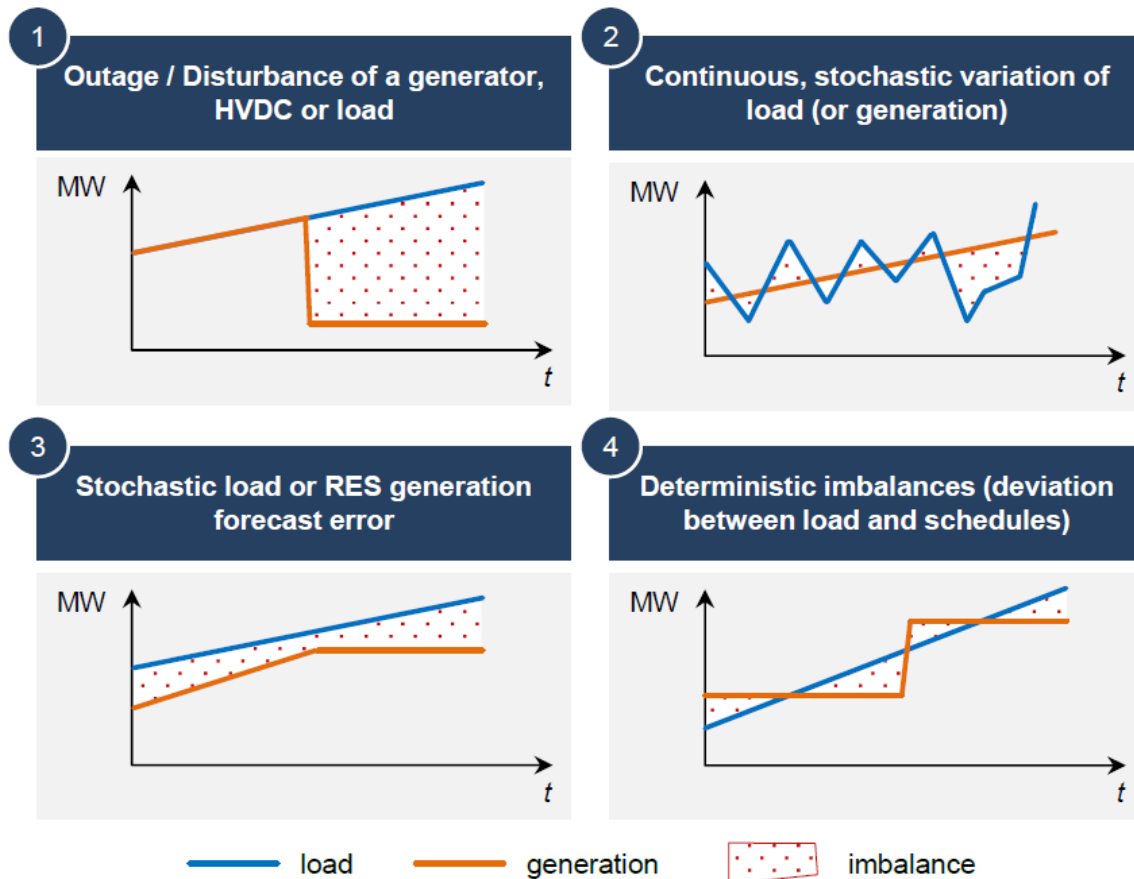 1
Outage / Disturbance of a generator,
HVDC or load
MW
t
2
Continuous, stochastic variation of
load (or generation)
MW
t
3
Stochastic load or RES generation
forecast error
MW
t
4
Deterministic imbalances (deviation
between load and schedules)
MW
t
load
generation
imbalance